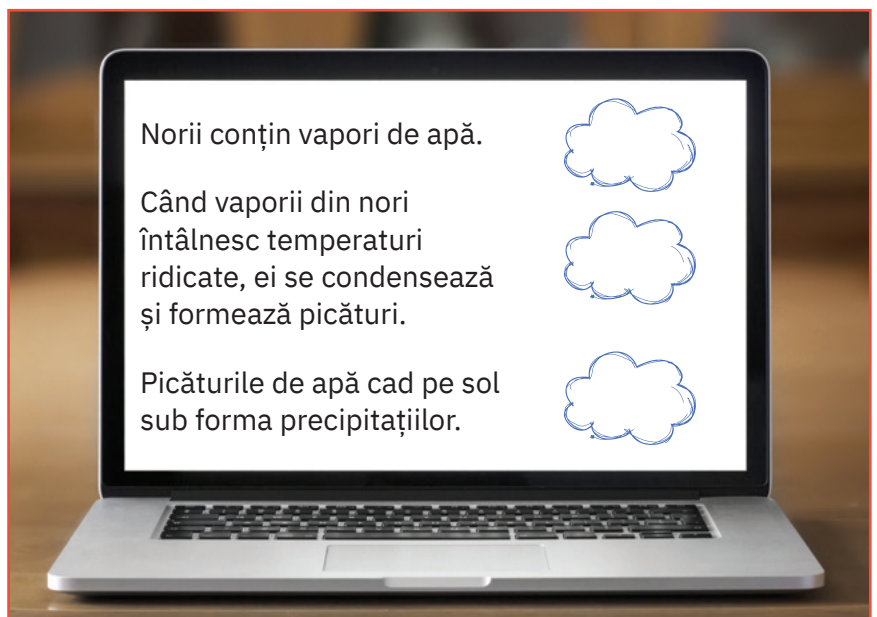 Norii conțin vapori de apă.
Când vaporii din nori
întâlnesc temperaturi
ridicate, ei se condensează
și formează picături.
Picăturile de apă cad pe sol
sub forma precipitațiilor.